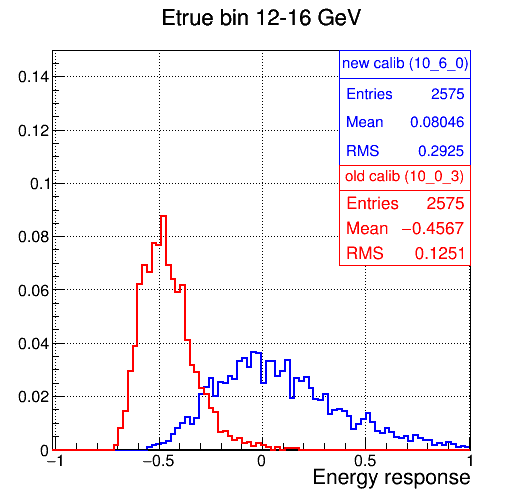 Etrue bin 12-16 GeV
new calib (10_6_0)
Entries 2575
Mean 0.08046
RMS 0.2925
old calib (10_0_3)
Entries 2575
Mean −0.4567
RMS 0.1251
0.14
0.12
0.1
0.08
0.06
0.04
0.02
0
−1 −0.5 0 0.5 1
Energy response